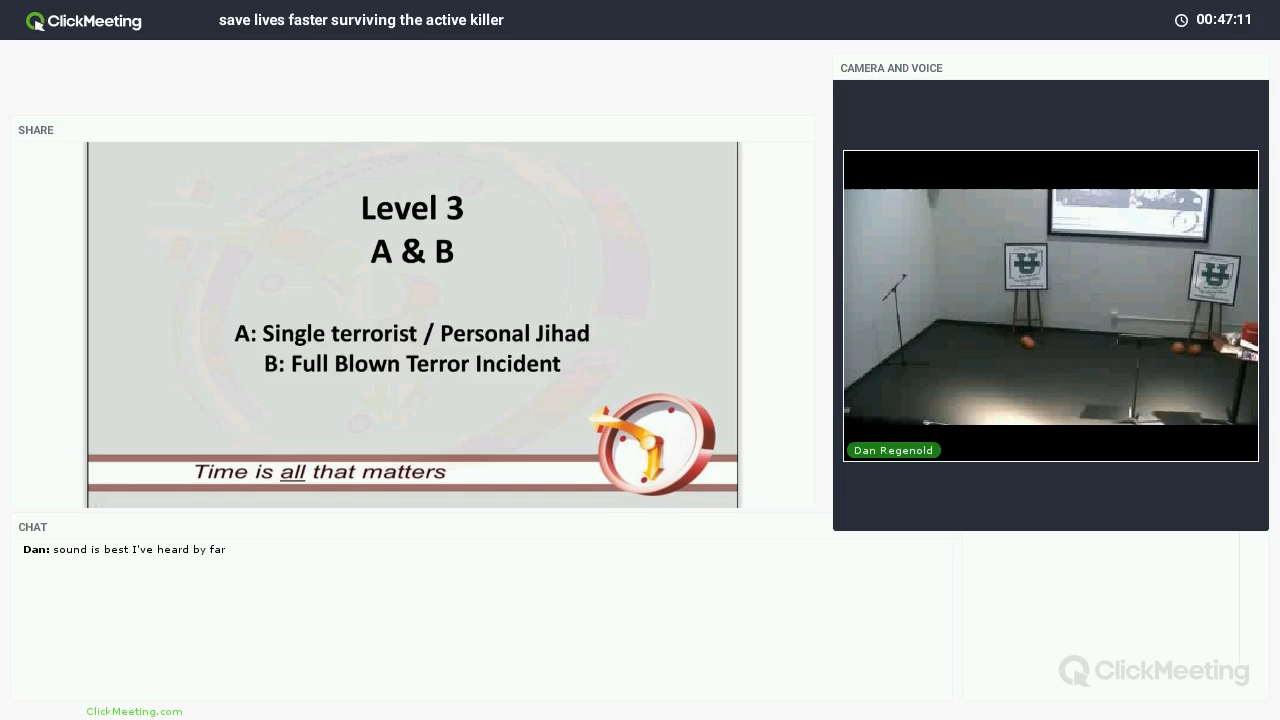 ClickMeeting
save lives faster surviving the active killer
00:47:11
CAMERA AND VOICE
SHARE
Level 3
A & B
A: Single terrorist / Personal Jihad
B: Full Blown Terror Incident
Time is all that matters
Dan Regenold
CHAT
Dan: sound is best I've heard by far
ClickMeeting
ClickMeeting.com